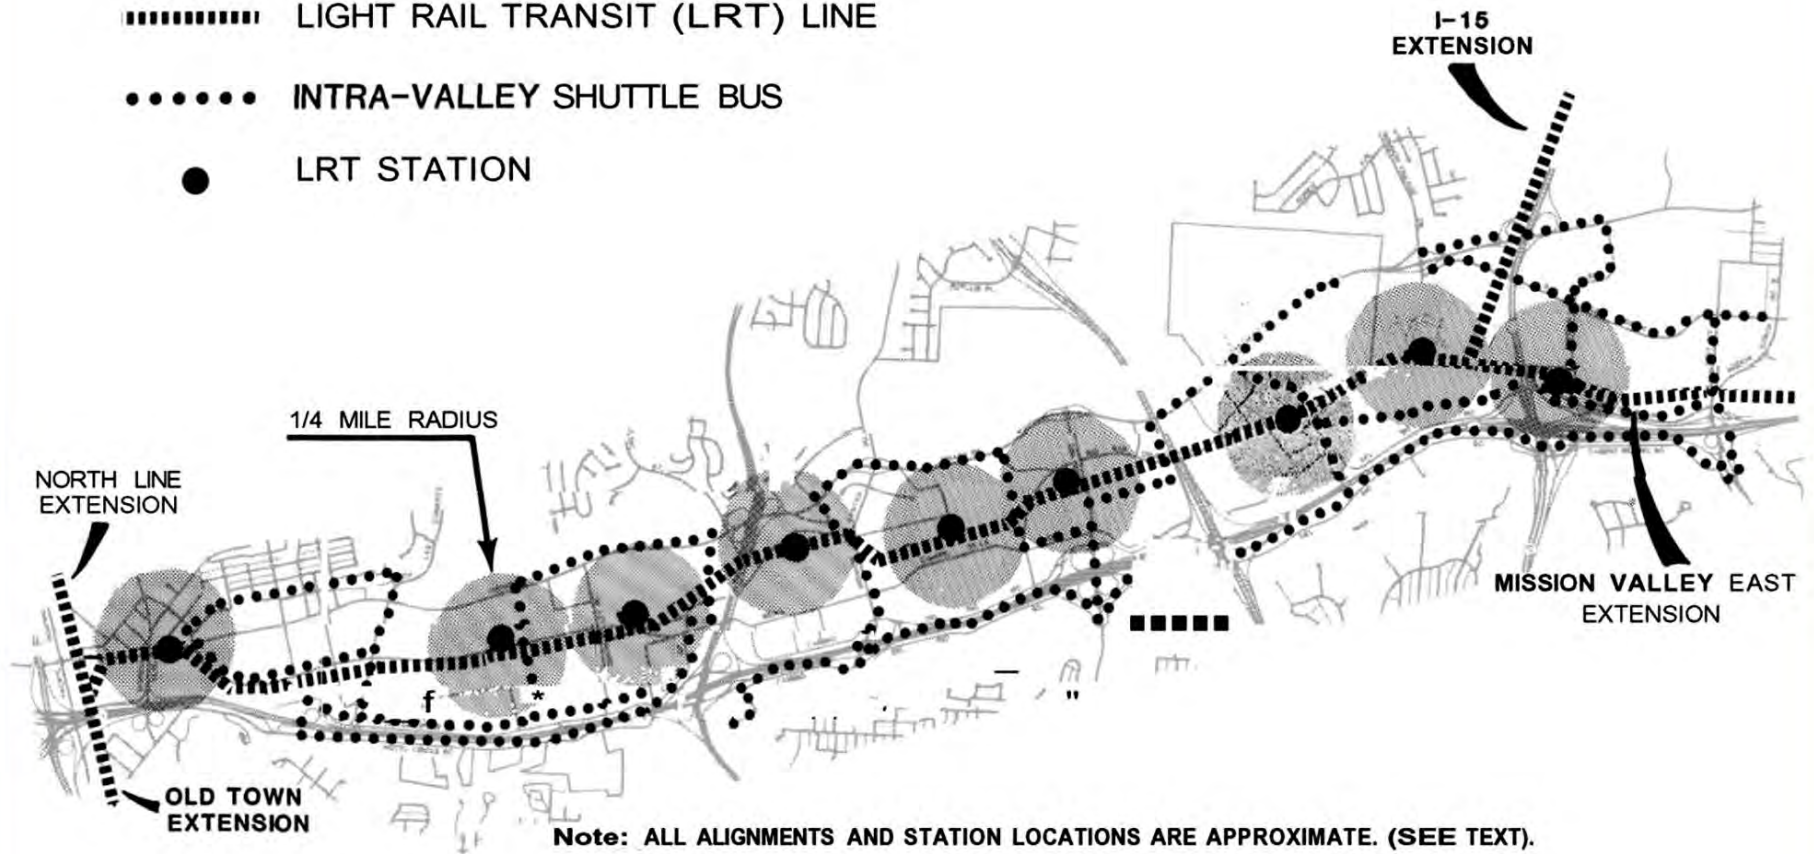 LIGHT RAIL TRANSIT (LRT) LINE
INTRA-VALLEY SHUTTLE BUS
LRT STATION
I-15
EXTENSION
1/4 MILE RADIUS
NORTH LINE
EXTENSION
MISSION VALLEY EAST
EXTENSION
OLD TOWN
EXTENSION
Note: ALL ALIGNMENTS AND STATION LOCATIONS ARE APPROXIMATE. (SEE TEXT).